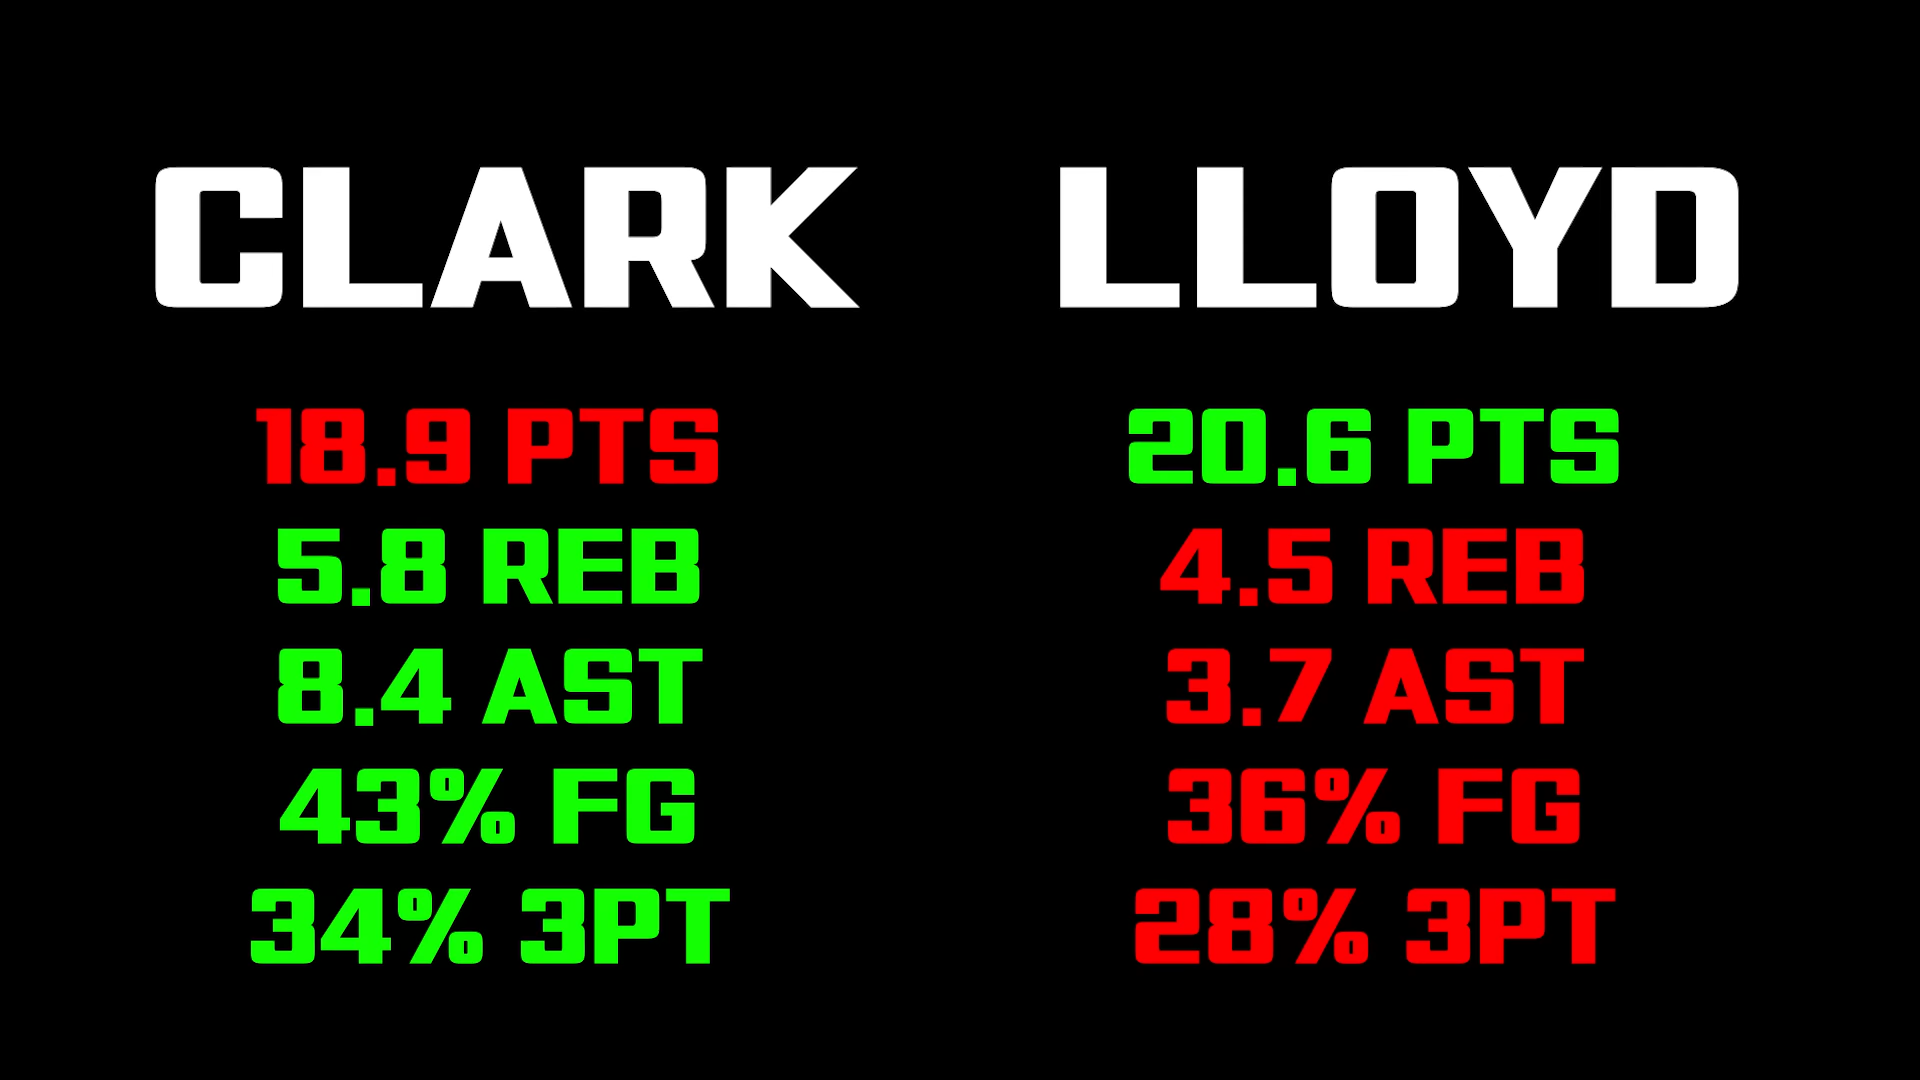 CLARK
18.9 PTS
5.8 REB
8.4 AST
43% FG
34% 3PT
LLOYD
20.6 PTS
4.5 REB
3.7 AST
36% FG
28% 3PT